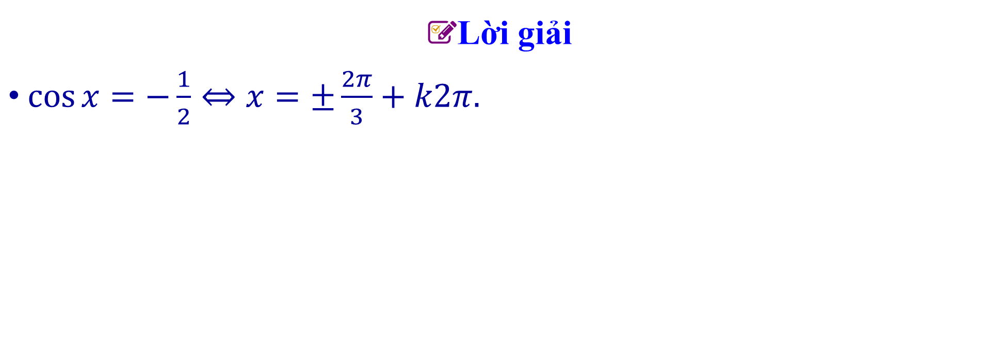 Lời giải
• cos x = − 1/2 ⇔ x = ± 2π/3 + k2π.